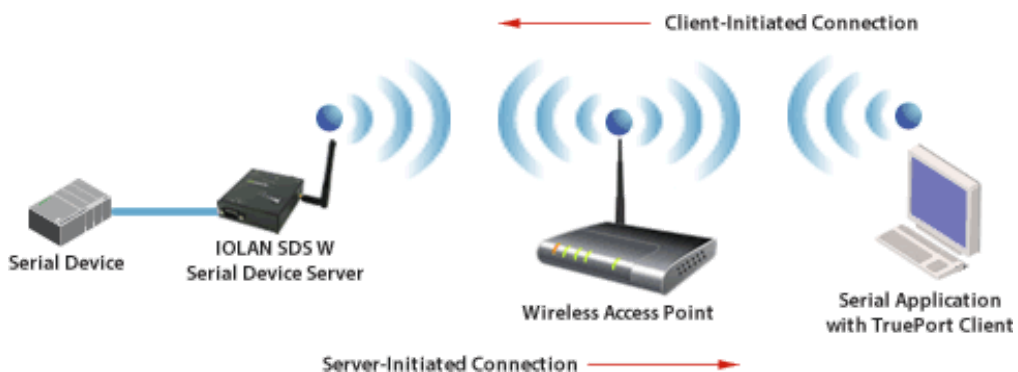 Client-Initiated Connection
Serial Device
IOLAN SDS W
Serial Device Server
Wireless Access Point
Serial Application
with TruePort Client
Server-Initiated Connection